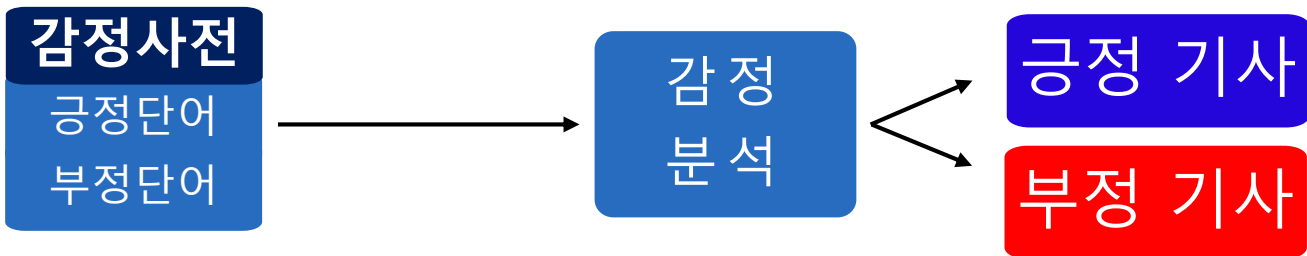 감정사전
긍정단어
부정단어
감정
분석
긍정 기사
부정 기사